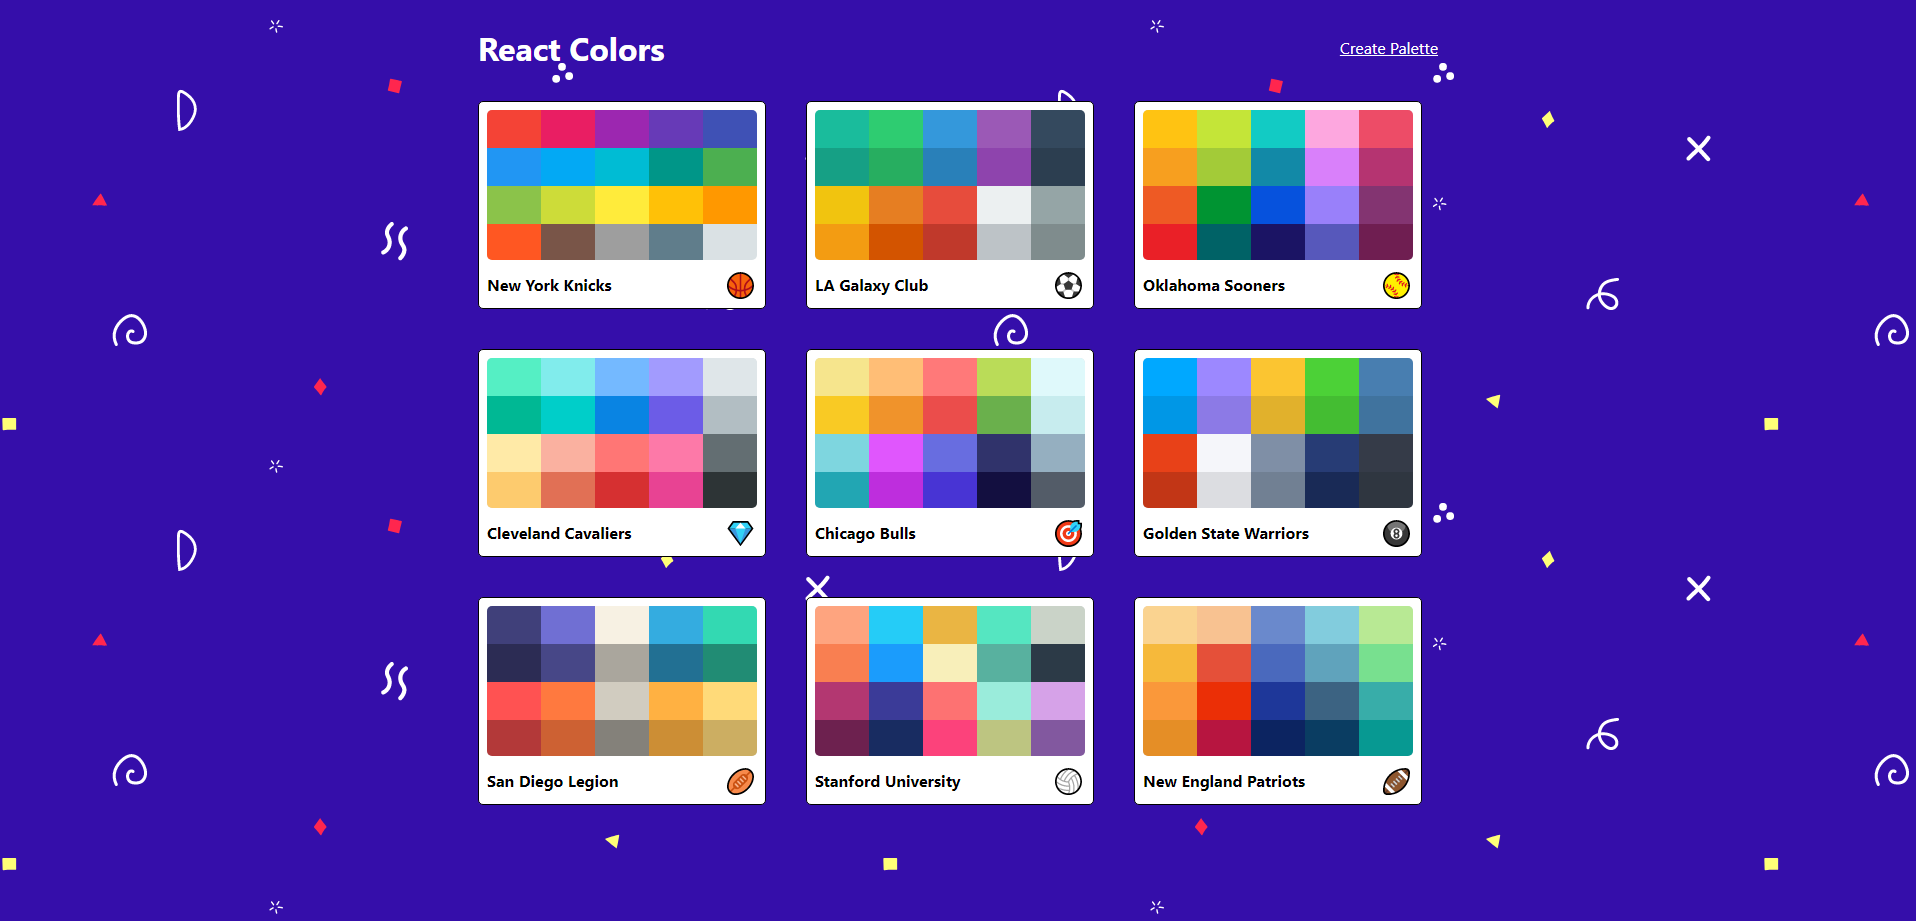 React Colors
Create Palette
New York Knicks
LA Galaxy Club
Oklahoma Sooners
Cleveland Cavaliers
Chicago Bulls
Golden State Warriors
8
San Diego Legion
Stanford University
New England Patriots